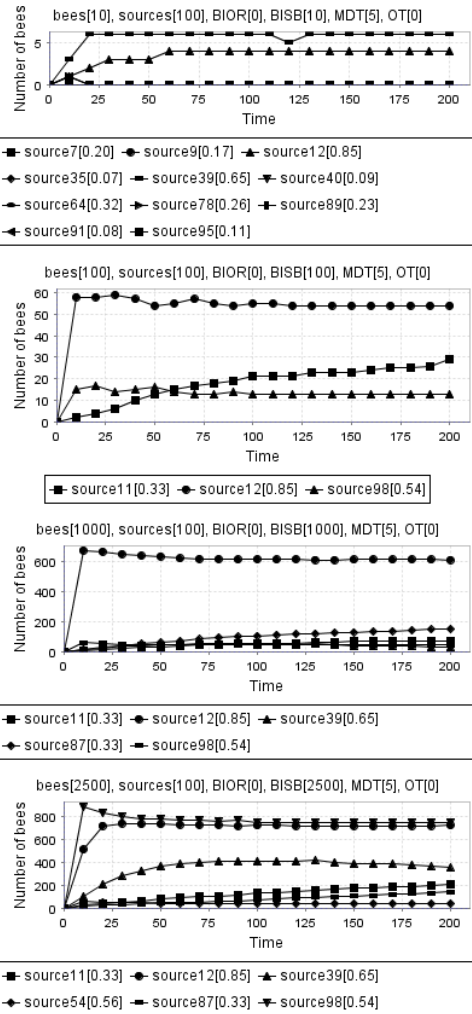 bees[10], sources[100], BIOR[0], BISB[10], MDT[5], OT[0]
Number of bees
5
0
0 25 50 75 100 125 150 175 200
Time
source7[0.20] source9[0.17] source12[0.85]
source35[0.07] source39[0.65] source40[0.09]
source64[0.32] source78[0.26] source89[0.23]
source91[0.08] source95[0.11]
bees[100], sources[100], BIOR[0], BISB[100], MDT[5], OT[0]
Number of bees
60
50
40
30
20
10
0
0 25 50 75 100 125 150 175 200
Time
source11[0.33] source12[0.85] source98[0.54]
bees[1000], sources[100], BIOR[0], BISB[1000], MDT[5], OT[0]
Number of bees
600
400
200
0
0 25 50 75 100 125 150 175 200
Time
source11[0.33] source12[0.85] source39[0.65]
source87[0.33] source98[0.54]
bees[2500], sources[100], BIOR[0], BISB[2500], MDT[5], OT[0]
Number of bees
800
600
400
200
0
0 25 50 75 100 125 150 175 200
Time
source11[0.33] source12[0.85] source39[0.65]
source54[0.56] source87[0.33] source98[0.54]